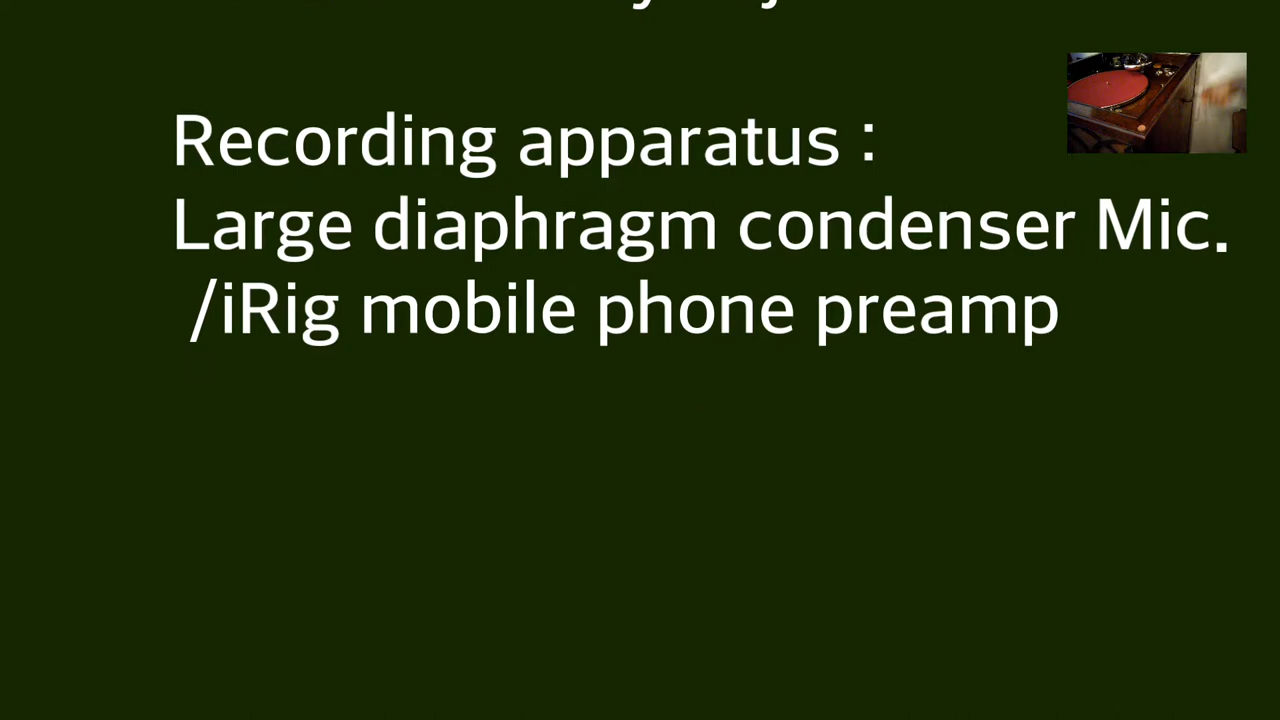 Recording apparatus :
Large diaphragm condenser Mic.
/iRig mobile phone preamp